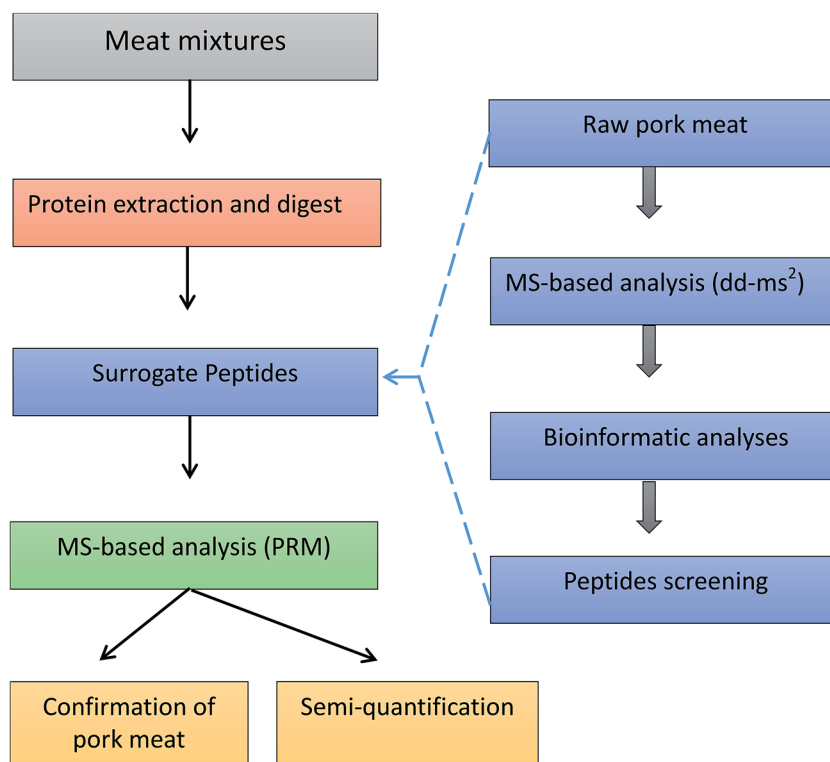 Meat mixtures
Protein extraction and digest
Surrogate Peptides
MS-based analysis (PRM)
Confirmation of
pork meat
Semi-quantification
Raw pork meat
MS-based analysis (dd-ms²)
Bioinformatic analyses
Peptides screening